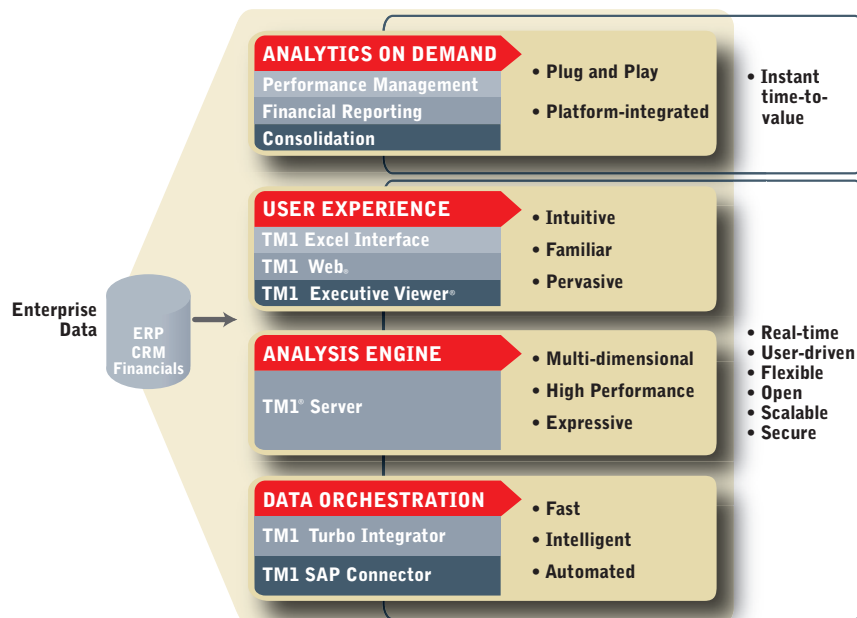 ANALYTICS ON DEMAND
Performance Management
Financial Reporting
Consolidation
• Plug and Play
• Platform-integrated
• Instant
time-to-
value
USER EXPERIENCE
TM1 Excel Interface
TM1 Web®
TM1 Executive Viewer®
• Intuitive
• Familiar
• Pervasive
Enterprise
Data
ERP
CRM
Financials
ANALYSIS ENGINE
TM1® Server
• Multi-dimensional
• High Performance
• Expressive
• Real-time
• User-driven
• Flexible
• Open
• Scalable
• Secure
DATA ORCHESTRATION
TM1 Turbo Integrator
TM1 SAP Connector
• Fast
• Intelligent
• Automated